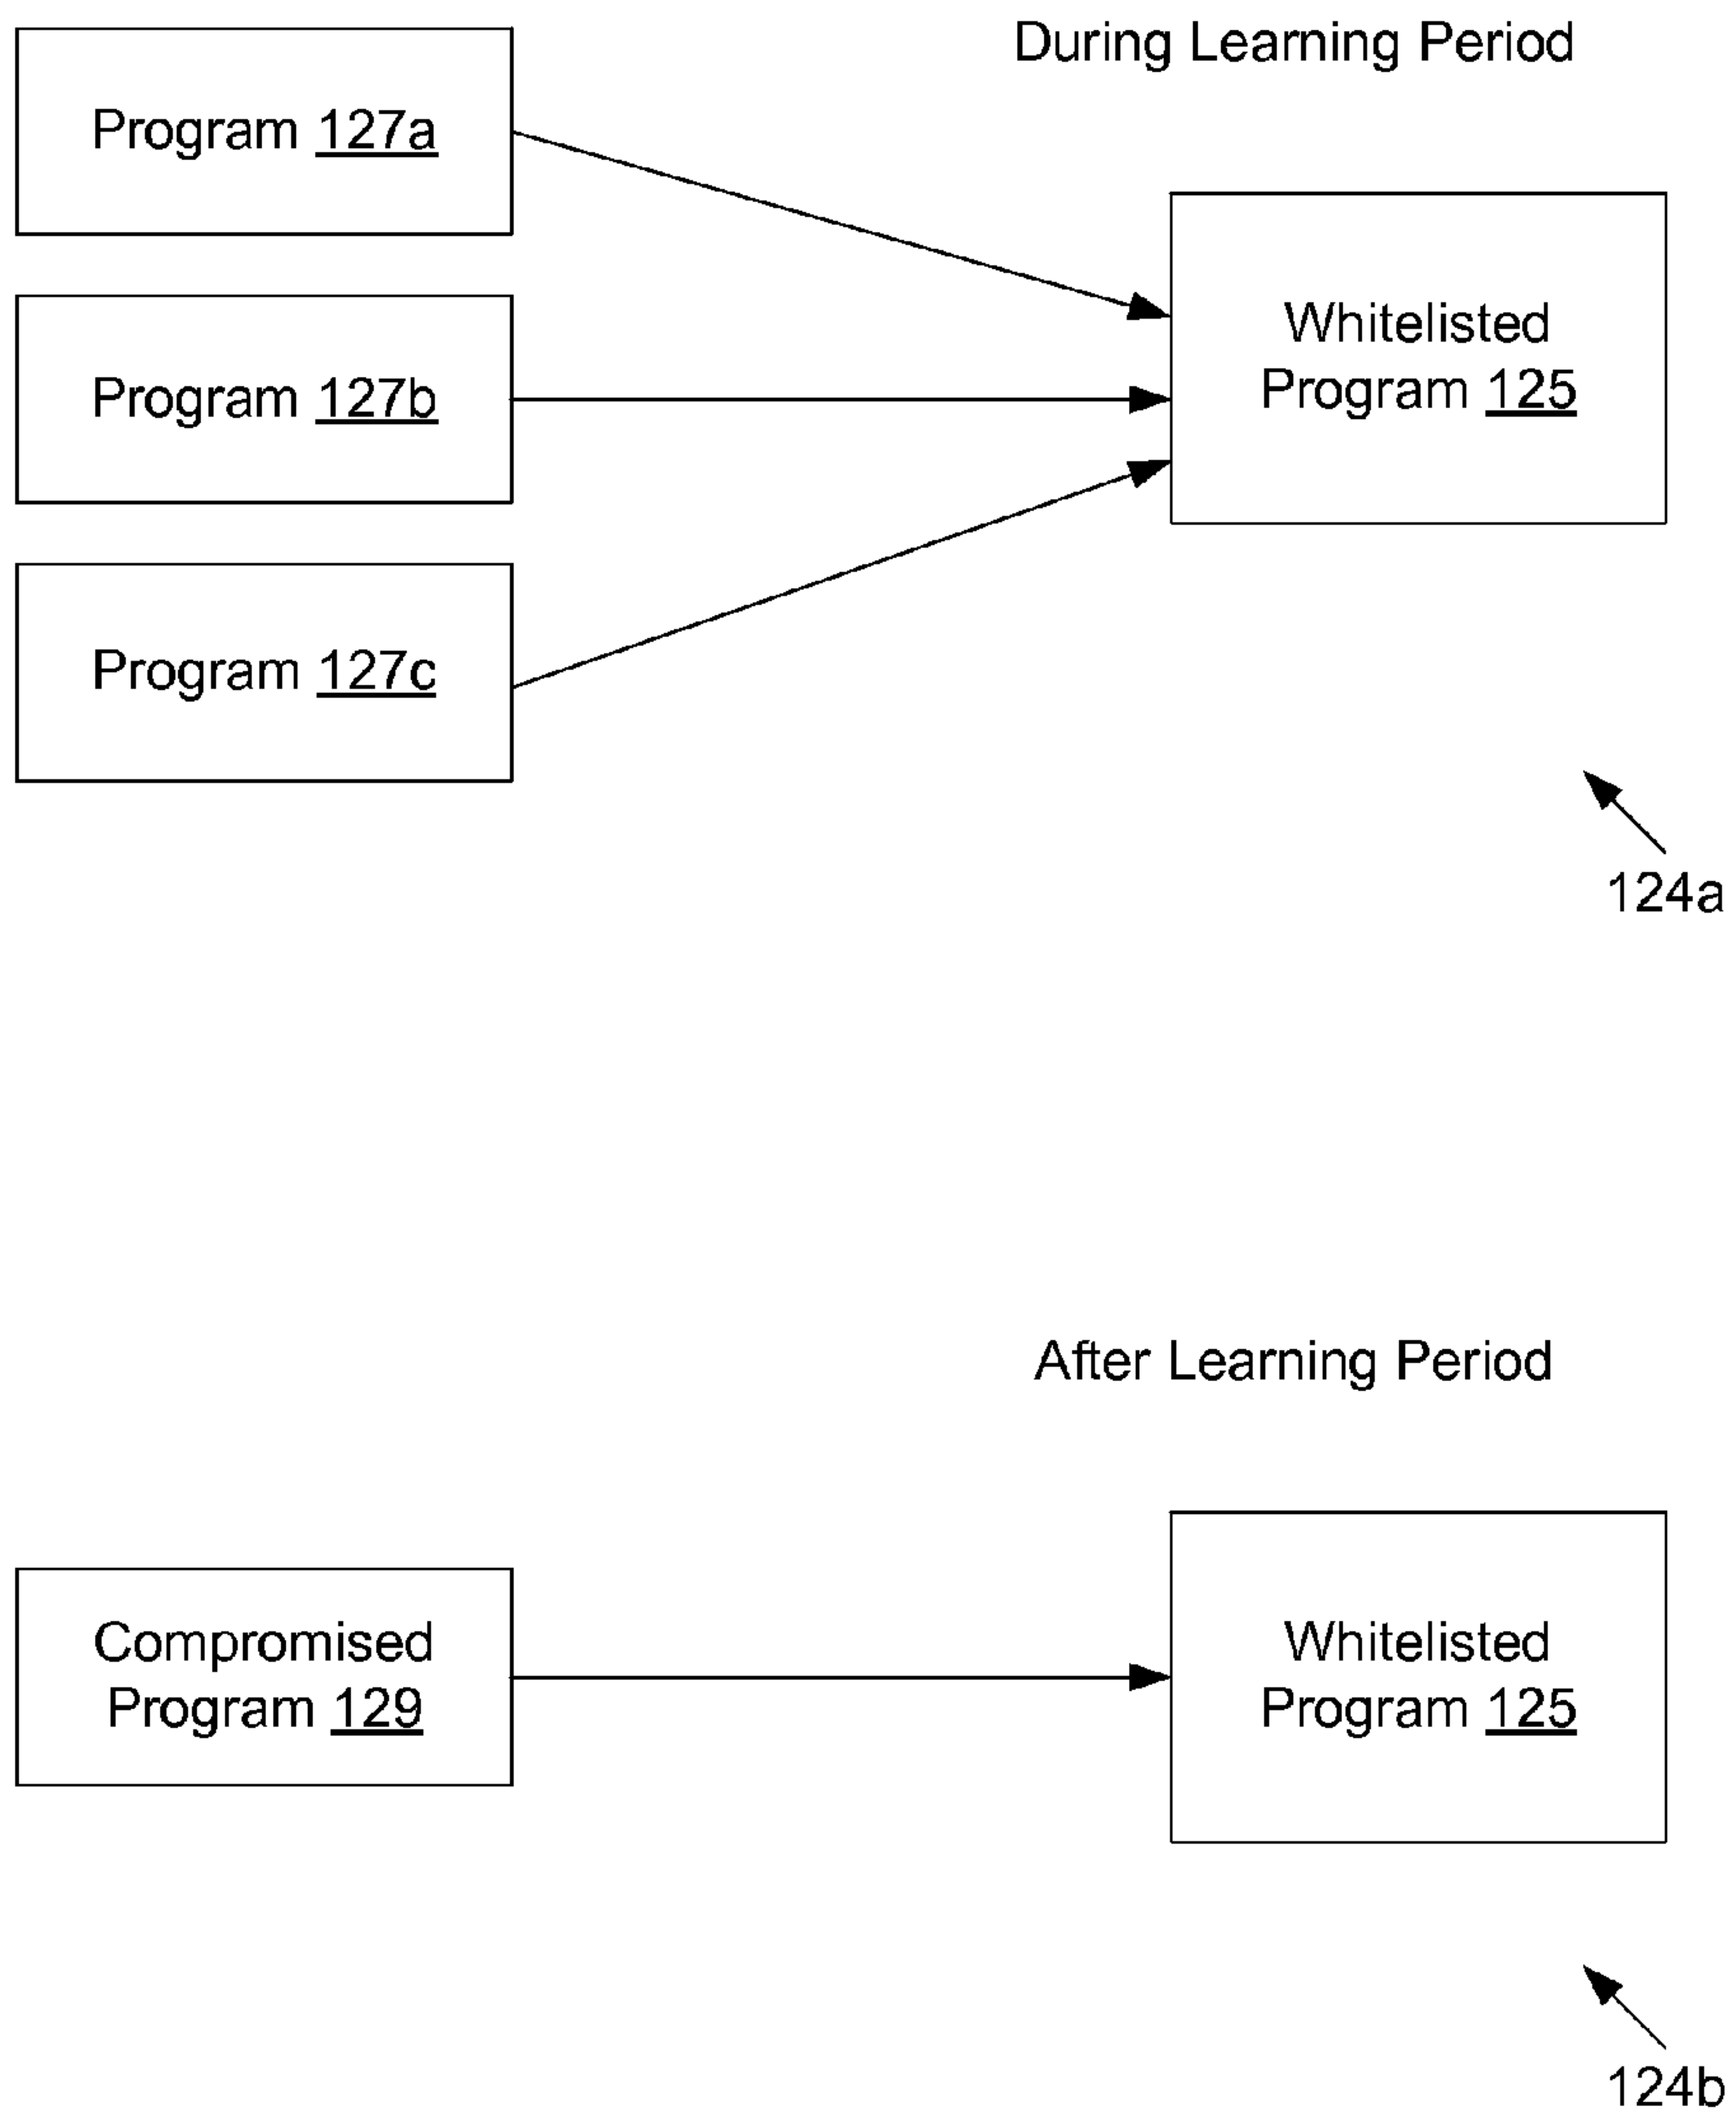 During Learning Period
Program 127a
Whitelisted
Program 125
Program 127b
Program 127c
124a
After Learning Period
Compromised
Program 129
Whitelisted
Program 125
124b